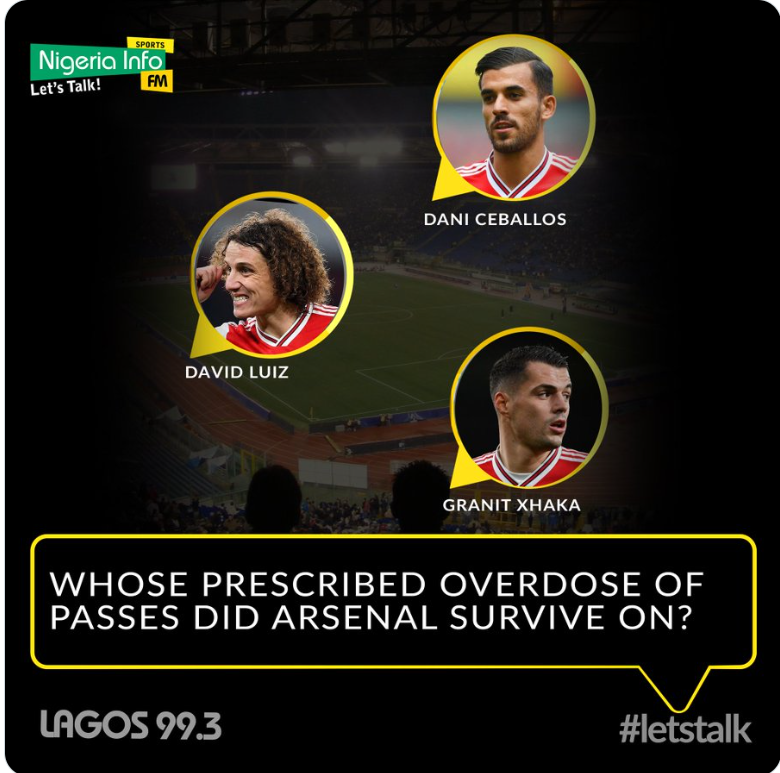 SPORTS
Nigeria Info
FM
Let's Talk!
DANI CEBALLOS
DAVID LUIZ
GRANIT XHAKA
WHOSE PRESCRIBED OVERDOSE OF
PASSES DID ARSENAL SURVIVE ON?
LAGOS 99.3
#letstalk